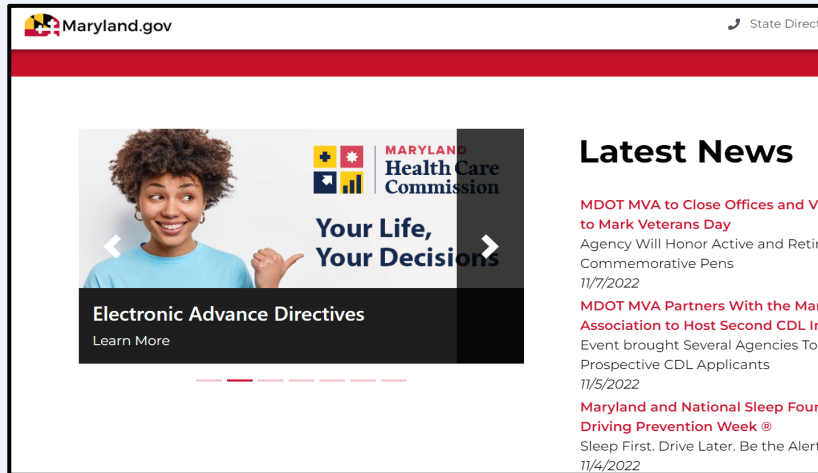 Maryland.gov
State Direct
MARYLAND
Health Care
Commission
Your Life,
Your Decisions
Electronic Advance Directives
Learn More
Latest News
MDOT MVA to Close Offices and V
to Mark Veterans Day
Agency Will Honor Active and Retir
Commemorative Pens
11/7/2022
MDOT MVA Partners With the Mar
Association to Host Second CDL In
Event brought Several Agencies To
Prospective CDL Applicants
11/5/2022
Maryland and National Sleep Foun
Driving Prevention Week ®
Sleep First. Drive Later. Be the Alert
11/4/2022